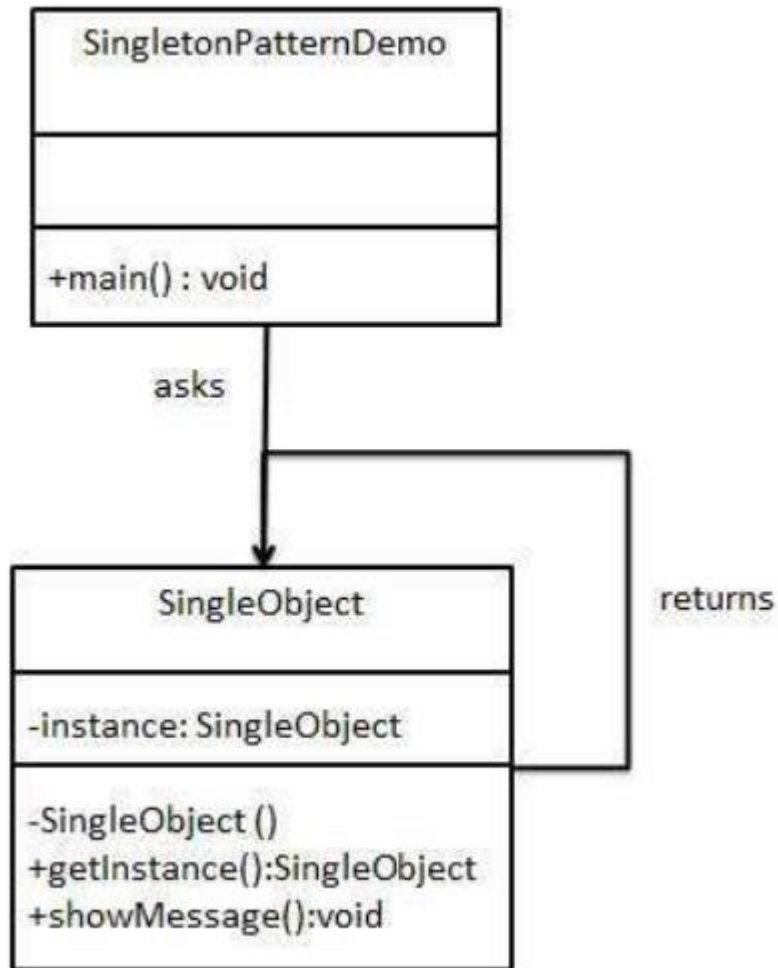 SingletonPatternDemo
+main() : void
asks
returns
SingleObject
-instance: SingleObject
-SingleObject ()
+getInstance():SingleObject
+showMessage():void